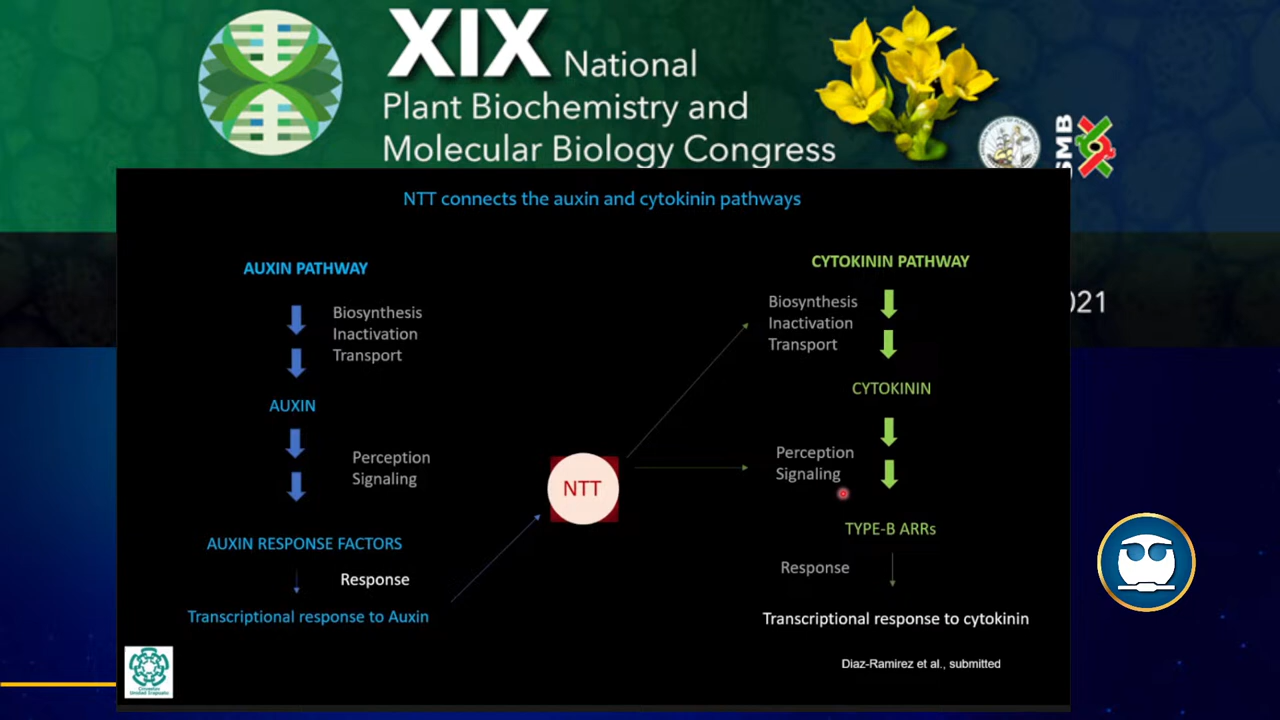 XIX National
Plant Biochemistry and
Molecular Biology Congress
SMB
021
NTT connects the auxin and cytokinin pathways
AUXIN PATHWAY
Biosynthesis
Inactivation
Transport
AUXIN
Perception
Signaling
AUXIN RESPONSE FACTORS
Response
Transcriptional response to Auxin
NTT
CYTOKININ PATHWAY
Biosynthesis
Inactivation
Transport
CYTOKININ
Perception
Signaling
TYPE-B ARRs
Response
Transcriptional response to cytokinin
Diaz-Ramirez et al., submitted